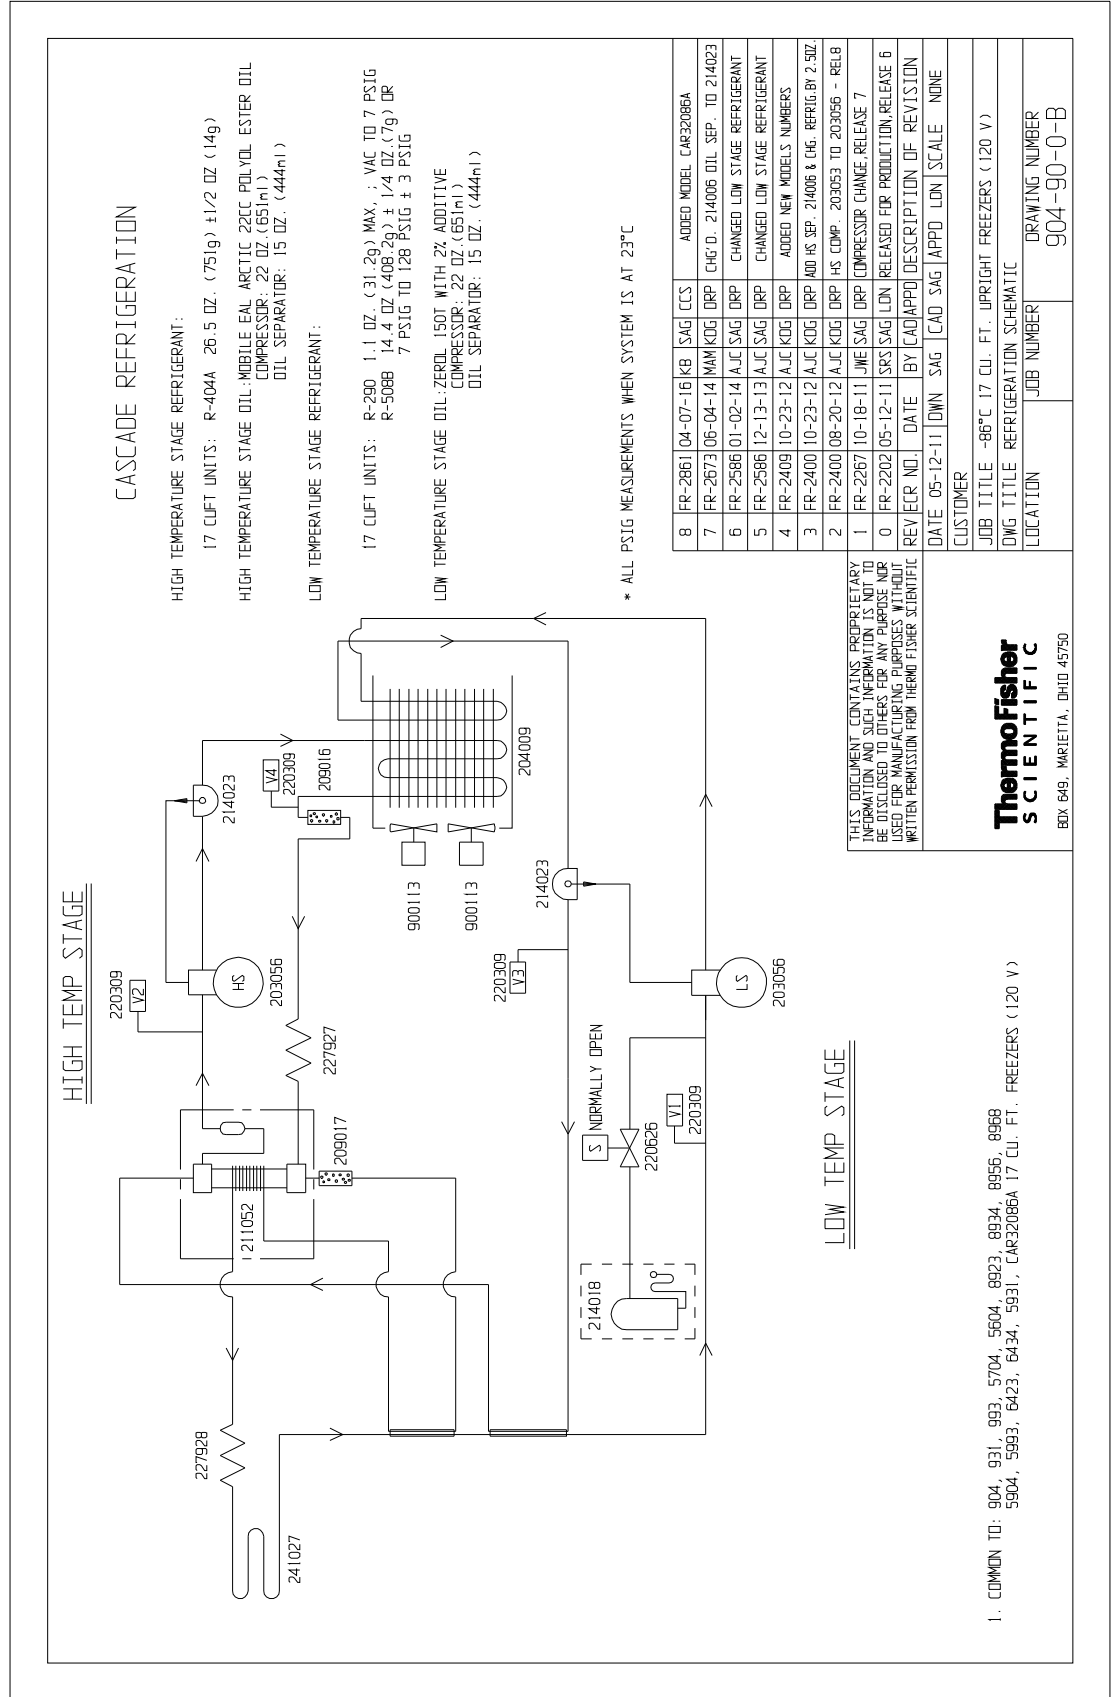 CASCADE REFRIGERATION
HIGH TEMPERATURE STAGE REFRIGERANT:
17 CUFT UNITS: R-404A 26.5 OZ. (751g) ±1/2 OZ (14g)
HIGH TEMPERATURE STAGE OIL:MOBILE EAL ARCTIC 22CC POLYOL ESTER OIL
COMPRESSOR: 22 OZ.(651ml)
OIL SEPARATOR: 15 OZ. (444ml)
LOW TEMPERATURE STAGE REFRIGERANT:
17 CUFT UNITS: R-290 1.1 OZ. (31.2g) MAX, ; VAC TO 7 PSIG
R-508B 14.4 OZ (408.2g) ± 1/4 OZ.(7g) OR
7 PSIG TO 128 PSIG ± 3 PSIG
LOW TEMPERATURE STAGE OIL:ZEROL 150T WITH 2% ADDITIVE
COMPRESSOR: 22 OZ.(651ml)
OIL SEPARATOR: 15 OZ. (444ml)
* ALL PSIG MEASUREMENTS WHEN SYSTEM IS AT 23°C
HIGH TEMP STAGE
220309
V2
HS
203056
214023
V4
220309
209016
204009
900113
900113
227927
209017
211052
227928
241027
214023
220309
V3
LS
203056
S NORMALLY OPEN
220626
V1
220309
214018
LOW TEMP STAGE
1. COMMON TO: 904, 931, 993, 5704, 5604, 8923, 8934, 8956, 8968
5904, 5993, 6423, 6434, 5931, CAR32086A 17 CU. FT. FREEZERS (120 V)
8 FR-2861 04-07-16 KB SAG CCS ADDED MODEL CAR32086A
7 FR-2673 06-04-14 MAM KDG DRP CHG'D. 214006 OIL SEP. TO 214023
6 FR-2586 01-02-14 AJC SAG DRP CHANGED LOW STAGE REFRIGERANT
5 FR-2586 12-13-13 AJC SAG DRP CHANGED LOW STAGE REFRIGERANT
4 FR-2409 10-23-12 AJC KDG DRP ADDED NEW MODELS NUMBERS
3 FR-2400 10-23-12 AJC KDG DRP ADD HS SEP. 214006 & CHG. REFRIG.BY 2.5OZ.
2 FR-2400 08-20-12 AJC KDG DRP HS COMP. 203053 TO 203056 - REL8
1 FR-2267 10-18-11 JWE SAG DRP COMPRESSOR CHANGE,RELEASE 7
0 FR-2202 05-12-11 SRS SAG LDN RELEASED FOR PRODUCTION,RELEASE 6
REV ECR NO. DATE BY CAD APPD DESCRIPTION OF REVISION
DATE 05-12-11 DWN SAG CAD SAG APPD LDN SCALE NONE
CUSTOMER
JOB TITLE -86°C 17 CU. FT. UPRIGHT FREEZERS (120 V)
DWG TITLE REFRIGERATION SCHEMATIC
LOCATION JOB NUMBER DRAWING NUMBER
904-90-0-B
THIS DOCUMENT CONTAINS PROPRIETARY
INFORMATION AND SUCH INFORMATION IS NOT TO
BE DISCLOSED TO OTHERS FOR ANY PURPOSE NOR
USED FOR MANUFACTURING PURPOSES WITHOUT
WRITTEN PERMISSION FROM THERMO FISHER SCIENTIFIC
ThermoFisher
SCIENTIFIC
BOX 649, MARIETTA, OHIO 45750